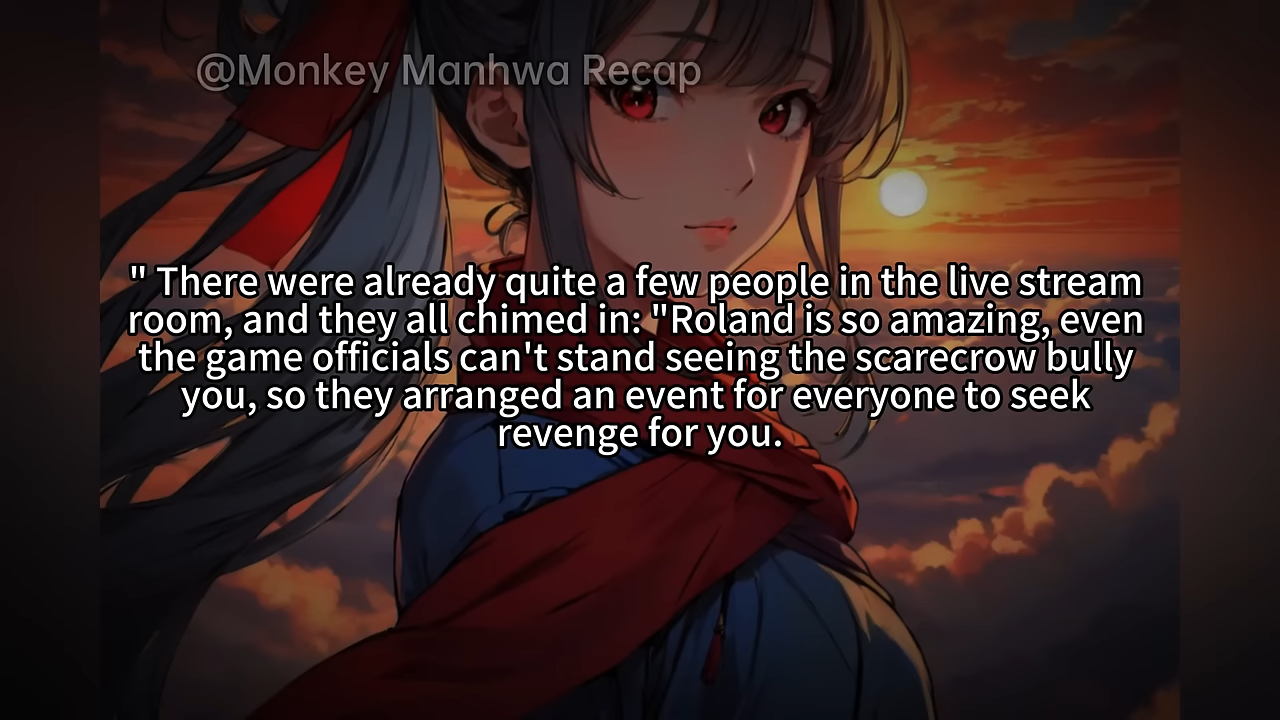 @Monkey Manhwa Recap
" There were already quite a few people in the live stream
room, and they all chimed in: "Roland is so amazing, even
the game officials can't stand seeing the scarecrow bully
you, so they arranged an event for everyone to seek
revenge for you.